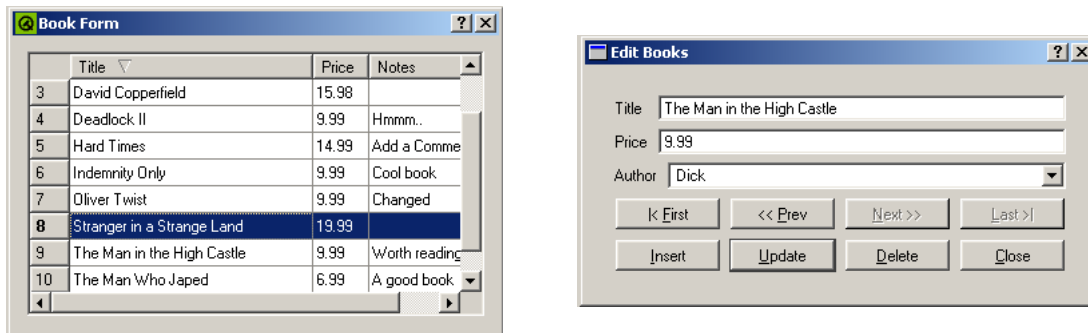 Book Form
Title Price Notes
3 David Copperfield 15.98
4 Deadlock II 9.99 Hmmm..
5 Hard Times 14.99 Add a Comme
6 Indemnity Only 9.99 Cool book
7 Oliver Twist 9.99 Changed
8 Stranger in a Strange Land 19.99
9 The Man in the High Castle 9.99 Worth reading
10 The Man Who Japed 6.99 A good book
Edit Books
Title The Man in the High Castle
Price 9.99
Author Dick
|< First << Prev Next >> Last >|
Insert Update Delete Close